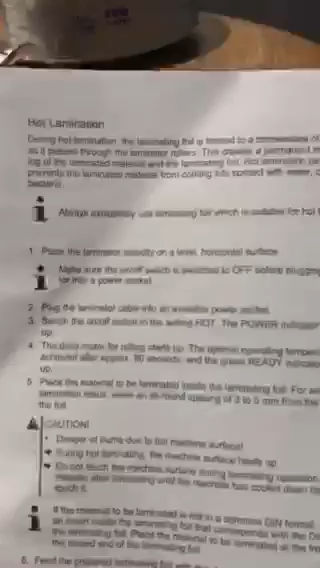 Hot Lamination
During hot lamination, the laminating foil is heated to a temperature of
as it passes through the laminator rollers. This creates a permanent
ing of the laminated material and the laminating foil. Hot lamination
prevents the laminated material from coming into contact with water,
bacteria.
Always exclusively use laminating foil which is suitable for hot
1. Place the laminator steadily on a level, horizontal surface.
Make sure the on/off switch is switched to OFF before plugging
tor into a power socket.
2. Plug the laminator cable into an available power socket.
3. Switch the on/off switch to the setting HOT. The POWER indicator
up.
4. The drive motor for rolling starts up. The optimal operating temper
achieved after approx. seconds, and the green READY indicator
up.
5. Place the material to be laminated inside the laminating foil. For
lamination result, leave an all-round spacing of 3 to 5 mm from the
the foil.
CAUTION!
Danger of burns due to hot machine surface!
During hot laminating, the machine surface heats up.
Do not touch the machine surface during laminating operation.
minutes after laminating until the machine has cooled down
touch it.
If the material to be laminated is not in a common DIN format,
an insert inside the laminating foil that corresponds with the
the laminating foil. Place the material to be laminated at the
the closed end of the laminating foil.
6. Feed the prepared laminating foil with